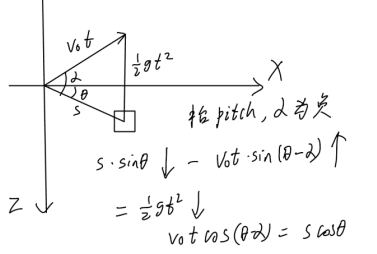 v₀t
½gt²
X
α
θ
s
抬pitch, α为负
s·sinθ↓ - v₀t·sin(θ-α)↑
Z
= ½gt²↓
v₀t cos(θ-α) = s cosθ